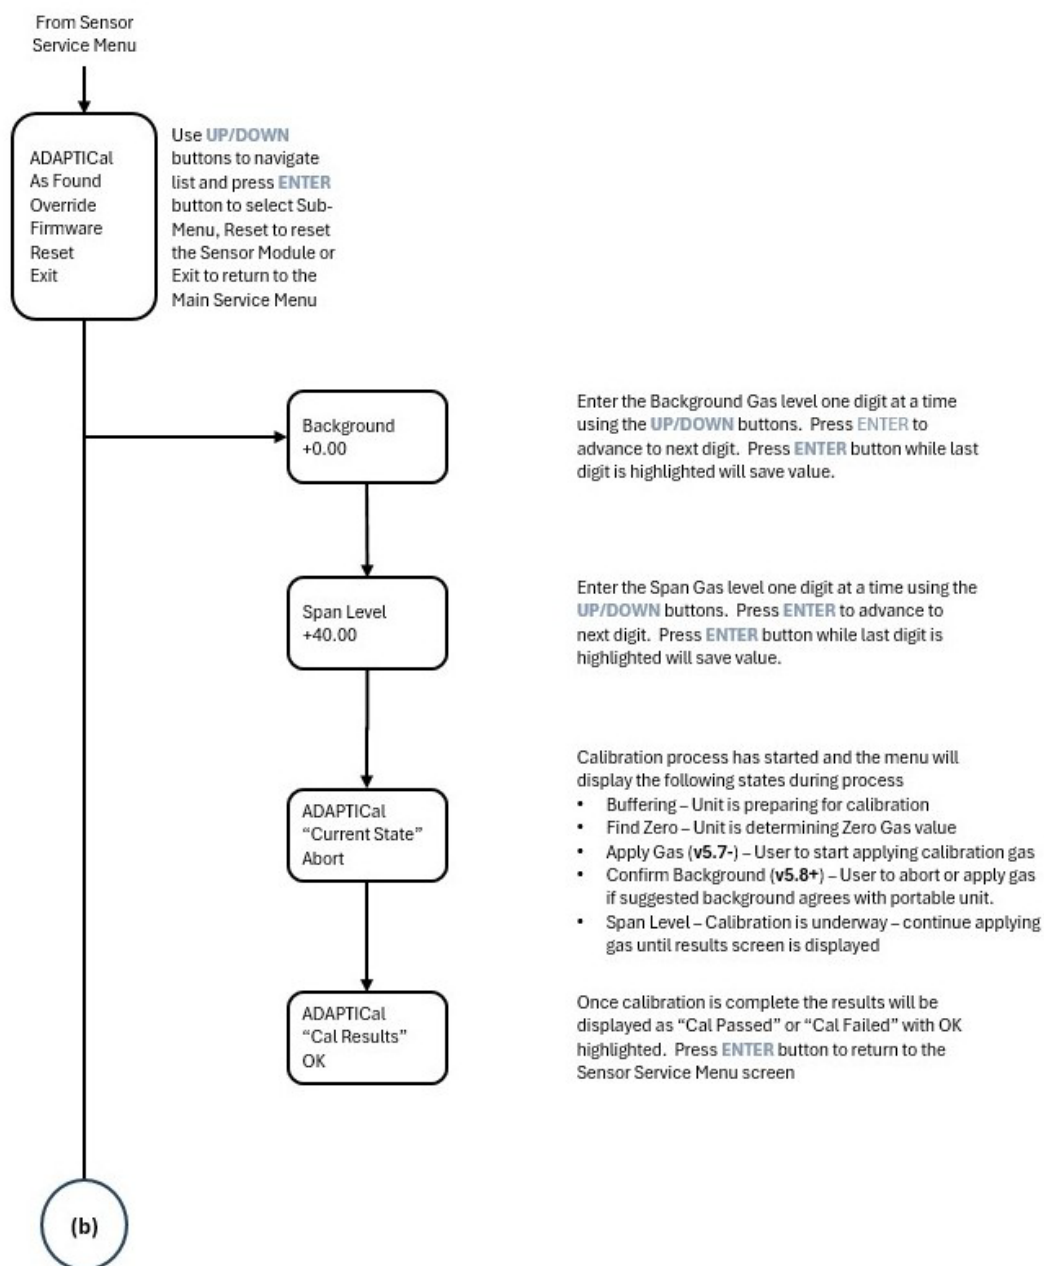 From Sensor
Service Menu
ADAPTICal
As Found
Override
Firmware
Reset
Exit
Use UP/DOWN
buttons to navigate
list and press ENTER
button to select Sub-
Menu, Reset to reset
the Sensor Module or
Exit to return to the
Main Service Menu
Background
+0.00
Enter the Background Gas level one digit at a time
using the UP/DOWN buttons. Press ENTER to
advance to next digit. Press ENTER button while last
digit is highlighted will save value.
Span Level
+40.00
Enter the Span Gas level one digit at a time using the
UP/DOWN buttons. Press ENTER to advance to
next digit. Press ENTER button while last digit is
highlighted will save value.
ADAPTICal
“Current State”
Abort
Calibration process has started and the menu will
display the following states during process
• Buffering – Unit is preparing for calibration
• Find Zero – Unit is determining Zero Gas value
• Apply Gas (v5.7-) – User to start applying calibration gas
• Confirm Background (v5.8+) – User to abort or apply gas
if suggested background agrees with portable unit.
• Span Level – Calibration is underway – continue applying
gas until results screen is displayed
ADAPTICal
“Cal Results”
OK
Once calibration is complete the results will be
displayed as “Cal Passed” or “Cal Failed” with OK
highlighted. Press ENTER button to return to the
Sensor Service Menu screen
(b)